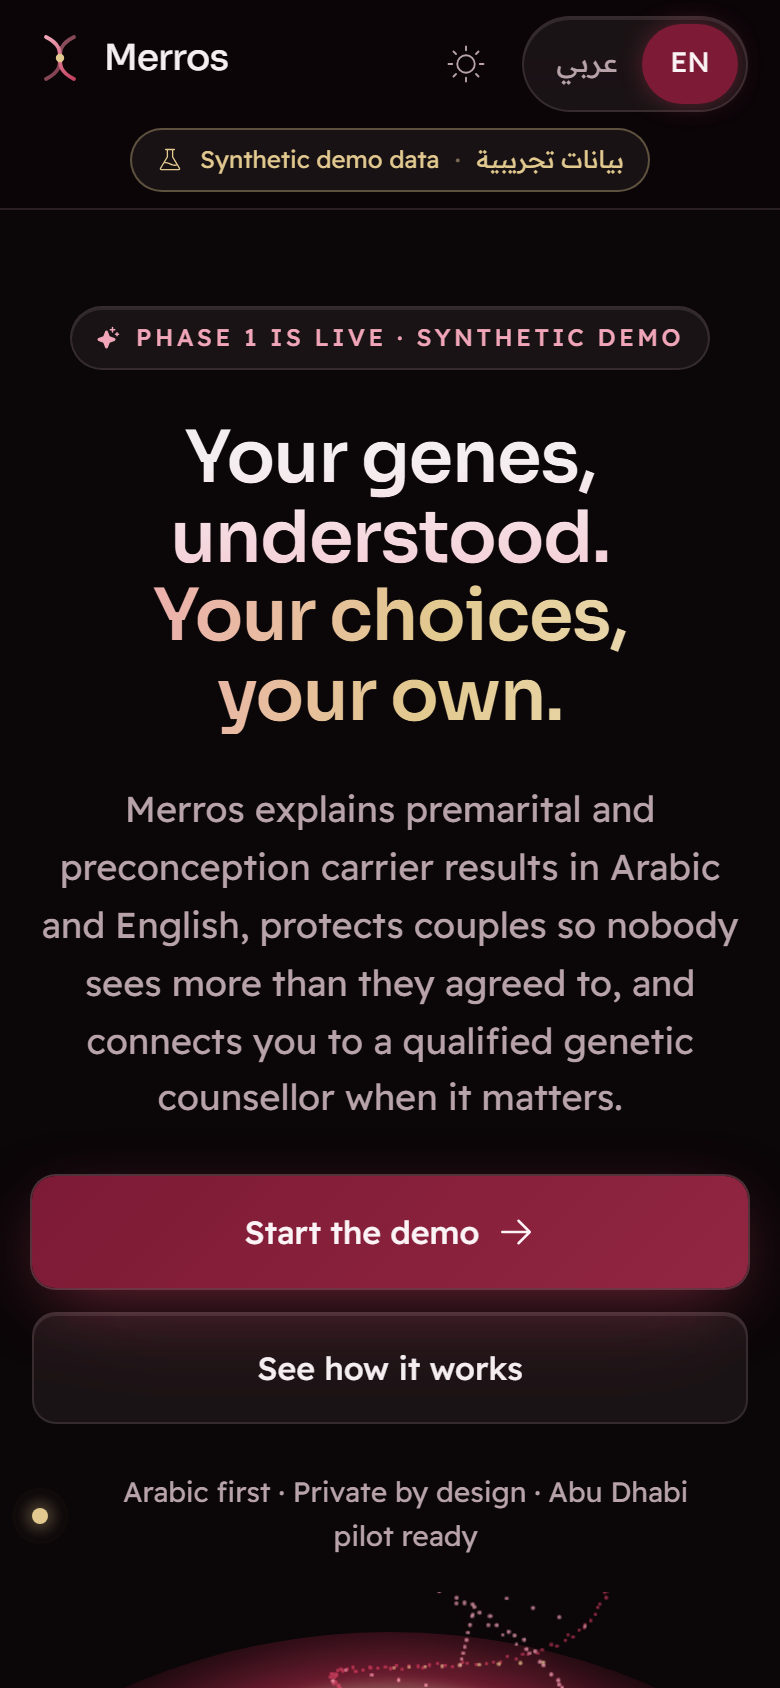 Merros
عربي
EN
Synthetic demo data · بيانات تجريبية
PHASE 1 IS LIVE · SYNTHETIC DEMO
Your genes,
understood.
Your choices,
your own.
Merros explains premarital and
preconception carrier results in Arabic
and English, protects couples so nobody
sees more than they agreed to, and
connects you to a qualified genetic
counsellor when it matters.
Start the demo →
See how it works
Arabic first · Private by design · Abu Dhabi
pilot ready